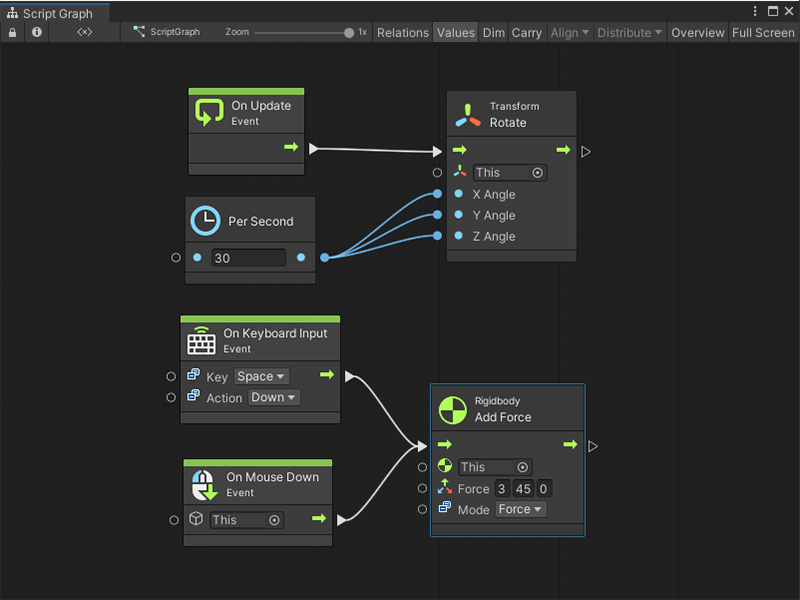 Script Graph
ScriptGraph Zoom 1x Relations Values Dim Carry Align Distribute Overview Full Screen
On Update
Event
Transform
Rotate
This
X Angle
Y Angle
Z Angle
Per Second
30
On Keyboard Input
Event
Key Space
Action Down
Rigidbody
Add Force
This
Force 3 45 0
Mode Force
On Mouse Down
Event
This